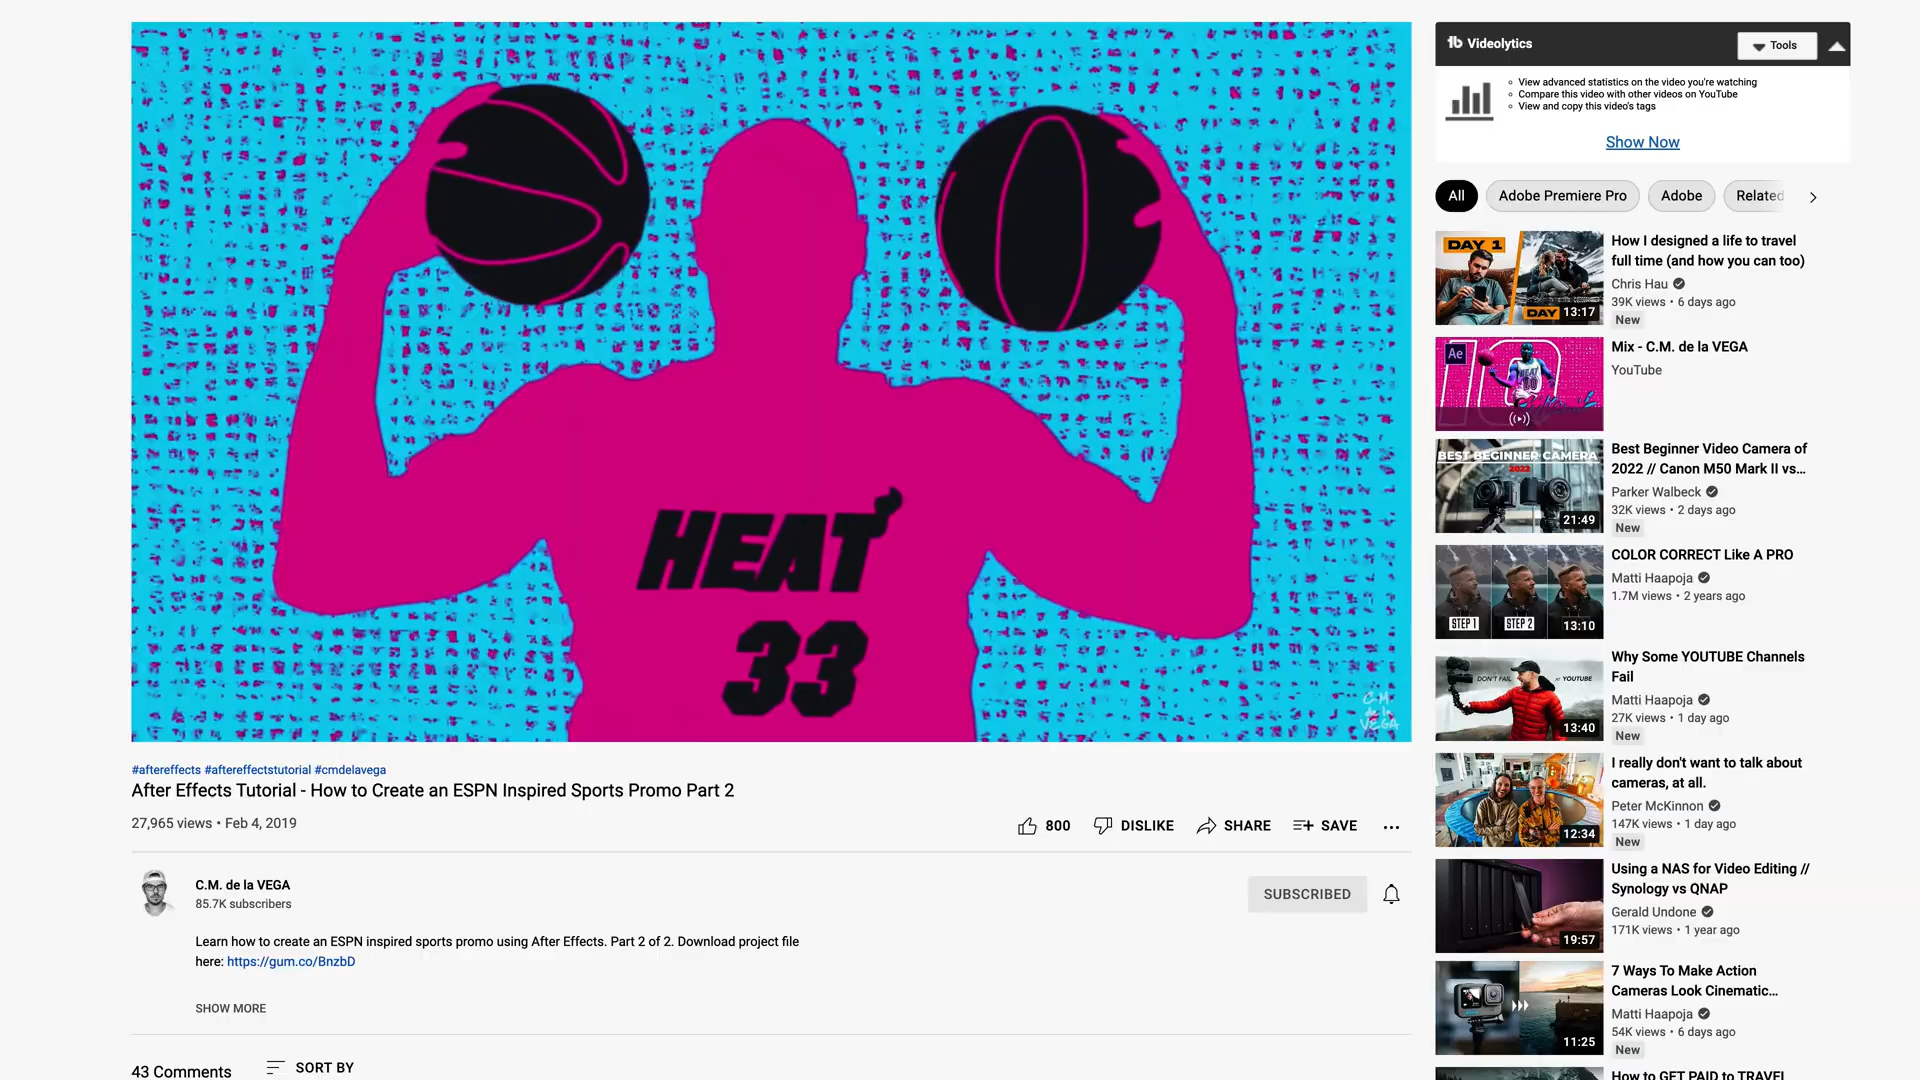 HEAT
33
C.M.
de la
VEGA
#aftereffects #aftereffectstutorial #cmdelavega
After Effects Tutorial - How to Create an ESPN Inspired Sports Promo Part 2
27,965 views • Feb 4, 2019
800
DISLIKE
SHARE
SAVE
C.M. de la VEGA
85.7K subscribers
SUBSCRIBED
Learn how to create an ESPN inspired sports promo using After Effects. Part 2 of 2. Download project file
here: https://gum.co/BnzbD
SHOW MORE
43 Comments
SORT BY
Videolytics
Tools
View advanced statistics on the video you're watching
Compare this video with other videos on YouTube
View and copy this video's tags
Show Now
All
Adobe Premiere Pro
Adobe
Related
DAY 1
DAY
13:17
How I designed a life to travel
full time (and how you can too)
Chris Hau
39K views • 6 days ago
New
Ae
HEAT
10
Mix - C.M. de la VEGA
YouTube
BEST BEGINNER CAMERA
2022
21:49
Best Beginner Video Camera of
2022 // Canon M50 Mark II vs...
Parker Walbeck
32K views • 2 days ago
New
STEP 1
STEP 2
13:10
COLOR CORRECT Like A PRO
Matti Haapoja
1.7M views • 2 years ago
DON'T FAIL AT YOUTUBE
13:40
Why Some YOUTUBE Channels
Fail
Matti Haapoja
27K views • 1 day ago
New
12:34
I really don't want to talk about
cameras, at all.
Peter McKinnon
147K views • 1 day ago
New
19:57
Using a NAS for Video Editing //
Synology vs QNAP
Gerald Undone
171K views • 1 year ago
11:25
7 Ways To Make Action
Cameras Look Cinematic...
Matti Haapoja
54K views • 6 days ago
New
How to GET PAID to TRAVEL